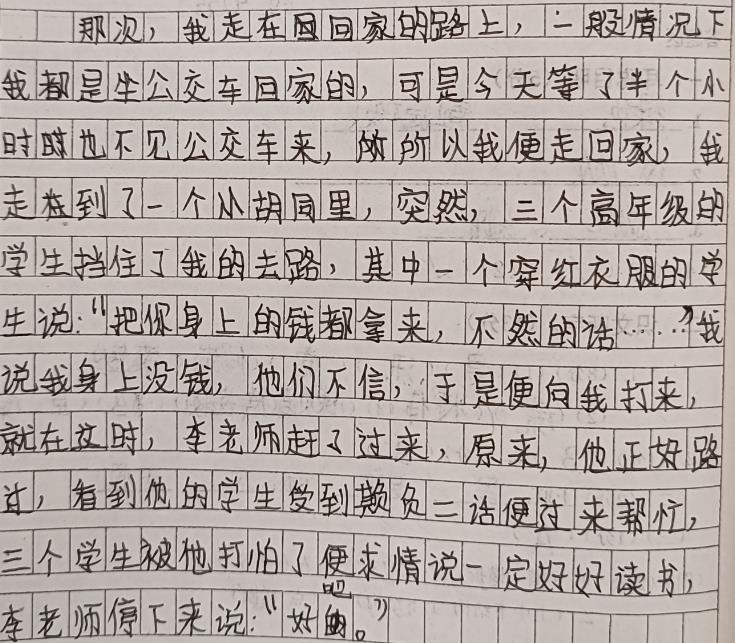 那次，我走在回家的路上，一般情况下
我都是坐公交车回家的，可是今天等了半个小
时时也不见公交车来，所以我便走回家，我
走到了一个小胡同里，突然，三个高年级的
学生挡住了我的去路，其中一个穿红衣服的学
生说：“把你身上的钱都拿来，不然的话……”我
说我身上没钱，他们不信，于是便向我打来，
就在这时，李老师赶了过来，原来，他正好路
过，看到他的学生受到欺负二话便过来帮忙，
三个学生被他打怕了便求情说一定好好读书，
李老师停下来说：“好吧。”